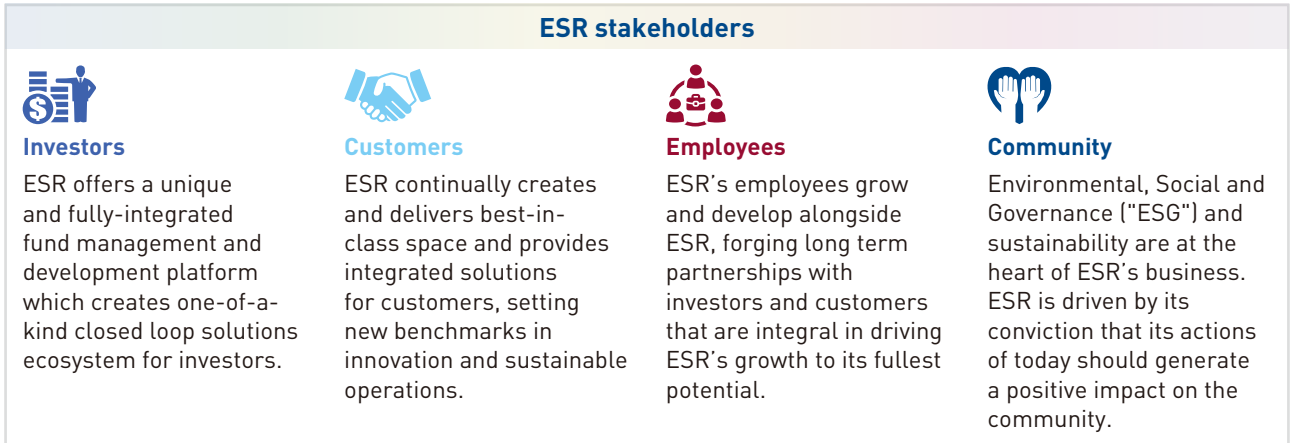 ESR stakeholders
Investors
ESR offers a unique
and fully-integrated
fund management and
development platform
which creates one-of-a-
kind closed loop solutions
ecosystem for investors.
Customers
ESR continually creates
and delivers best-in-
class space and provides
integrated solutions
for customers, setting
new benchmarks in
innovation and sustainable
operations.
Employees
ESR’s employees grow
and develop alongside
ESR, forging long term
partnerships with
investors and customers
that are integral in driving
ESR’s growth to its fullest
potential.
Community
Environmental, Social and
Governance ("ESG") and
sustainability are at the
heart of ESR’s business.
ESR is driven by its
conviction that its actions
of today should generate
a positive impact on the
community.